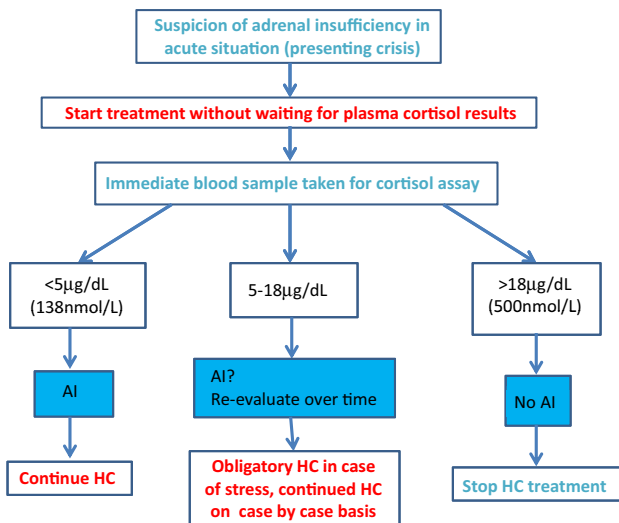 Suspicion of adrenal insufficiency in
acute situation (presenting crisis)
Start treatment without waiting for plasma cortisol results
Immediate blood sample taken for cortisol assay
<5μg/dL
(138nmol/L)
5-18μg/dL
>18μg/dL
(500nmol/L)
AI
AI?
Re-evaluate over time
No AI
Continue HC
Obligatory HC in case
of stress, continued HC
on case by case basis
Stop HC treatment